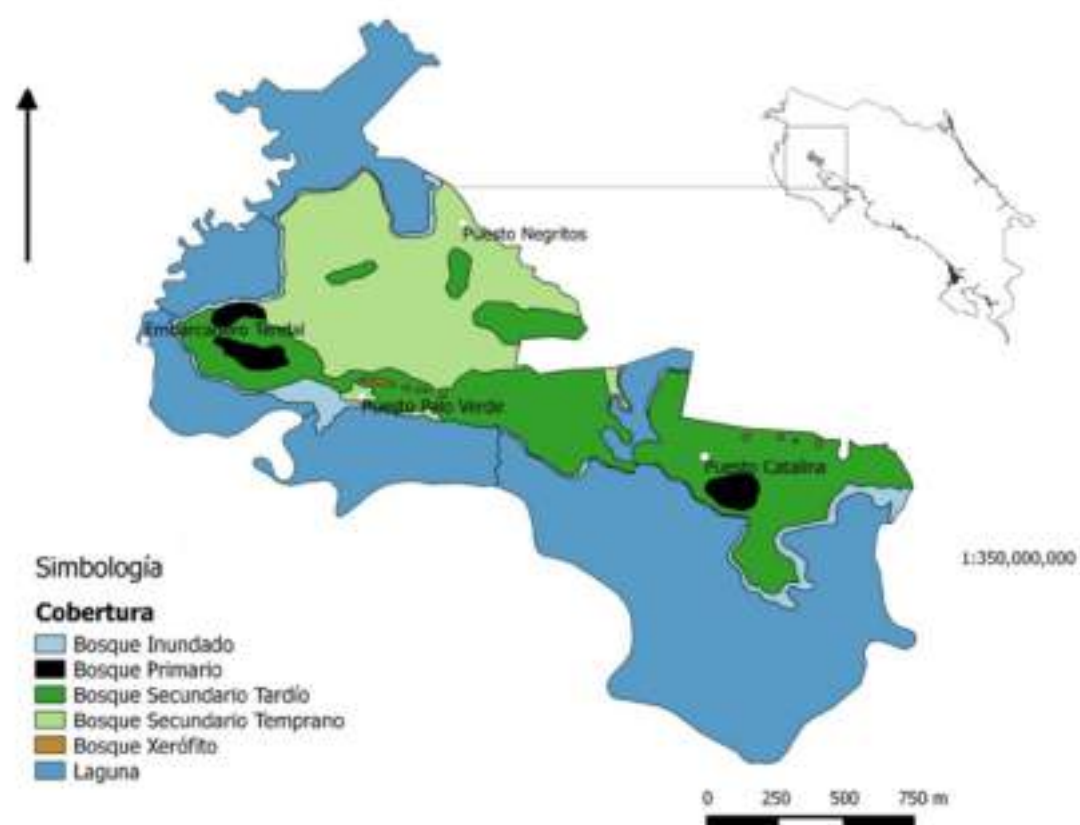 Puesto Negritos
Embarcadero Tendal
Puesto Palo Verde
Puesto Catalina
1:350,000,000
Simbología
Cobertura
Bosque Inundado
Bosque Primario
Bosque Secundario Tardío
Bosque Secundario Temprano
Bosque Xerófito
Laguna
0 250 500 750 m